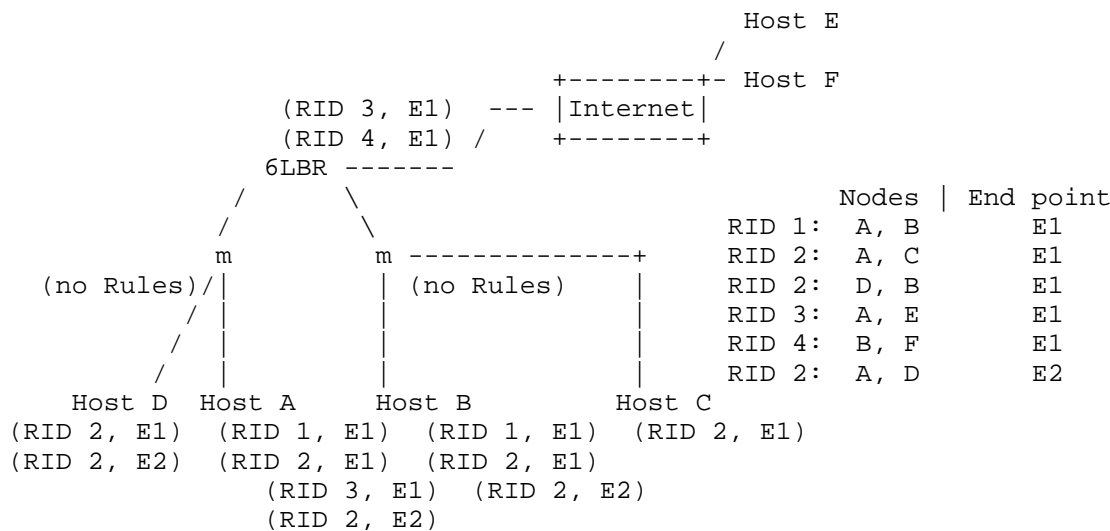 Host E
/
+--------+- Host F
(RID 3, E1) --- |Internet|
(RID 4, E1) / +--------+
6LBR -------
/ \ Nodes | End point
/ \ RID 1: A, B E1
m m --------------+ RID 2: A, C E1
(no Rules)/| | (no Rules) | RID 2: D, B E1
/ | | | RID 3: A, E E1
/ | | | RID 4: B, F E1
/ | | | RID 2: A, D E2
Host D Host A Host B Host C
(RID 2, E1) (RID 1, E1) (RID 1, E1) (RID 2, E1)
(RID 2, E2) (RID 2, E1) (RID 2, E1)
(RID 3, E1) (RID 2, E2)
(RID 2, E2)